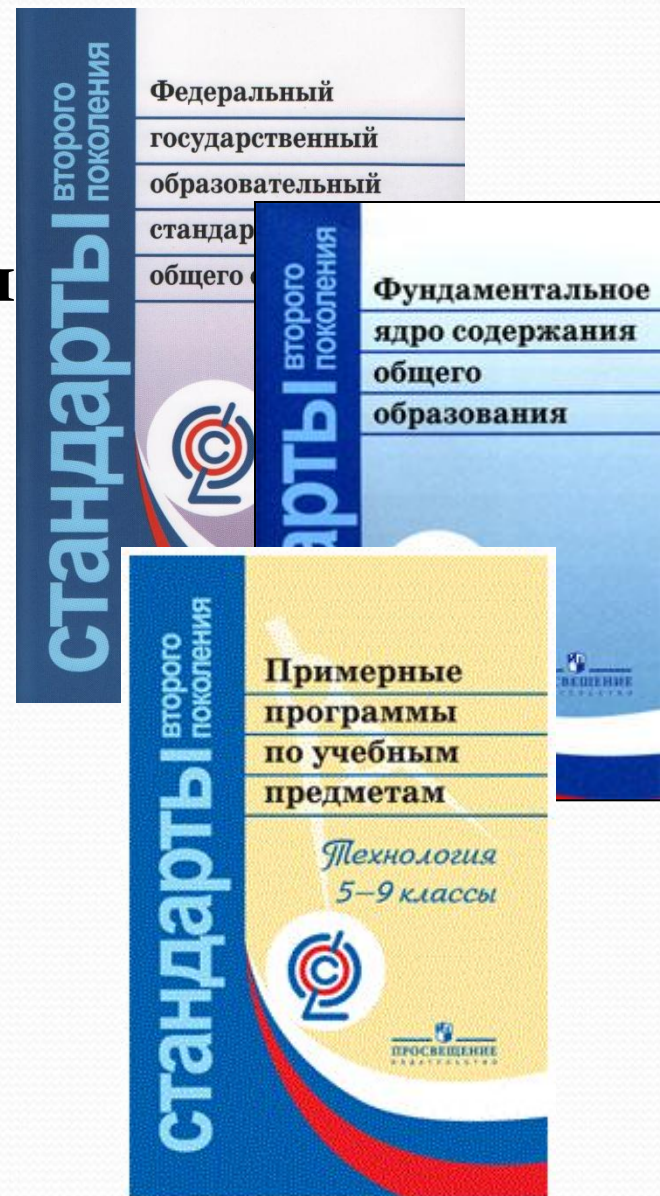 стандарты
второго
поколения
Федеральный
государственный
образовательный
общего
стандарты
второго
поколения
Фундаментальное
ядро содержания
общего
образования
стандарты
второго
поколения
Примерные
программы
по учебным
предметам
Технология
5–9 классы
ПРОСВЕЩЕНИЕ
ИЗДАТЕЛЬСТВО